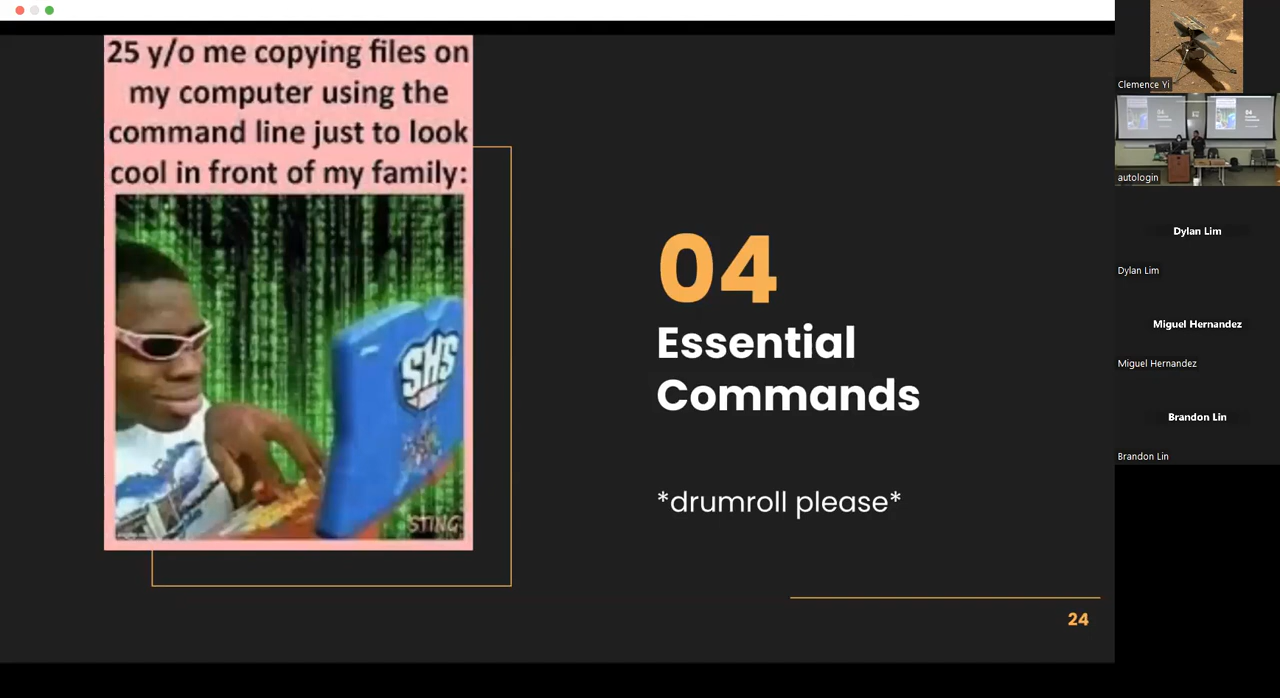 25 y/o me copying files on
my computer using the
command line just to look
cool in front of my family:
SHS
STING
04
Essential
Commands
*drumroll please*
24
Clemence Yi
autologin
Dylan Lim
Dylan Lim
Miguel Hernandez
Miguel Hernandez
Brandon Lin
Brandon Lin